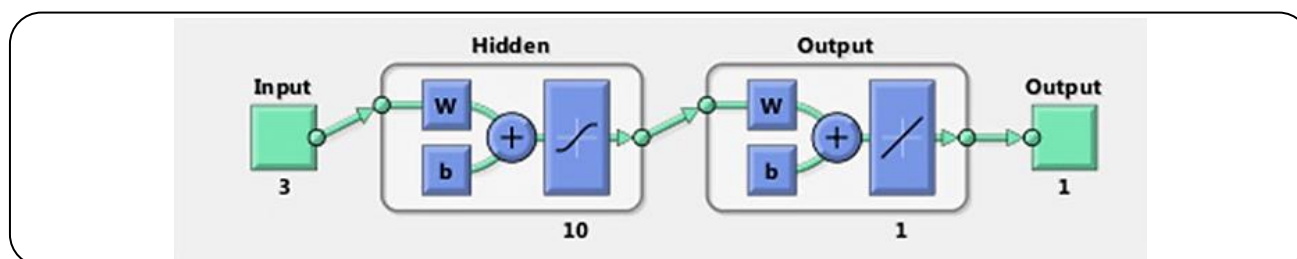 Hidden Output
Input Output
W W
+ +
b b
3 1
10 1